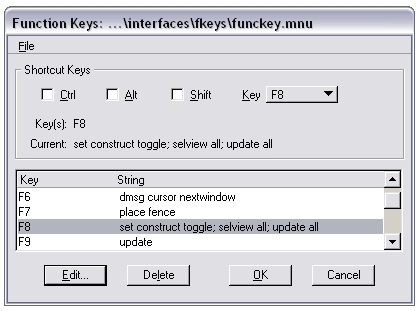 Function Keys: ...\interfaces\fkeys\funckey.mnu
File
Shortcut Keys
Ctrl Alt Shift Key F8
Key(s): F8
Current: set construct toggle; selview all; update all
Key String
F6 dmsg cursor nextwindow
F7 place fence
F8 set construct toggle; selview all; update all
F9 update
Edit... Delete OK Cancel